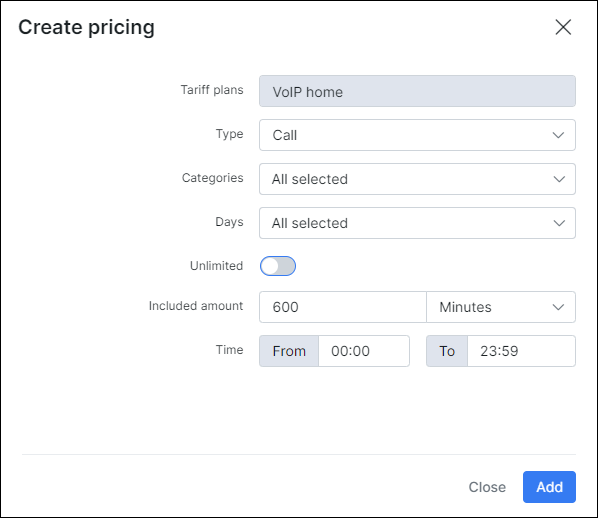 Create pricing
Tariff plans VoIP home
Type Call
Categories All selected
Days All selected
Unlimited
Included amount 600 Minutes
Time From 00:00 To 23:59
Close Add